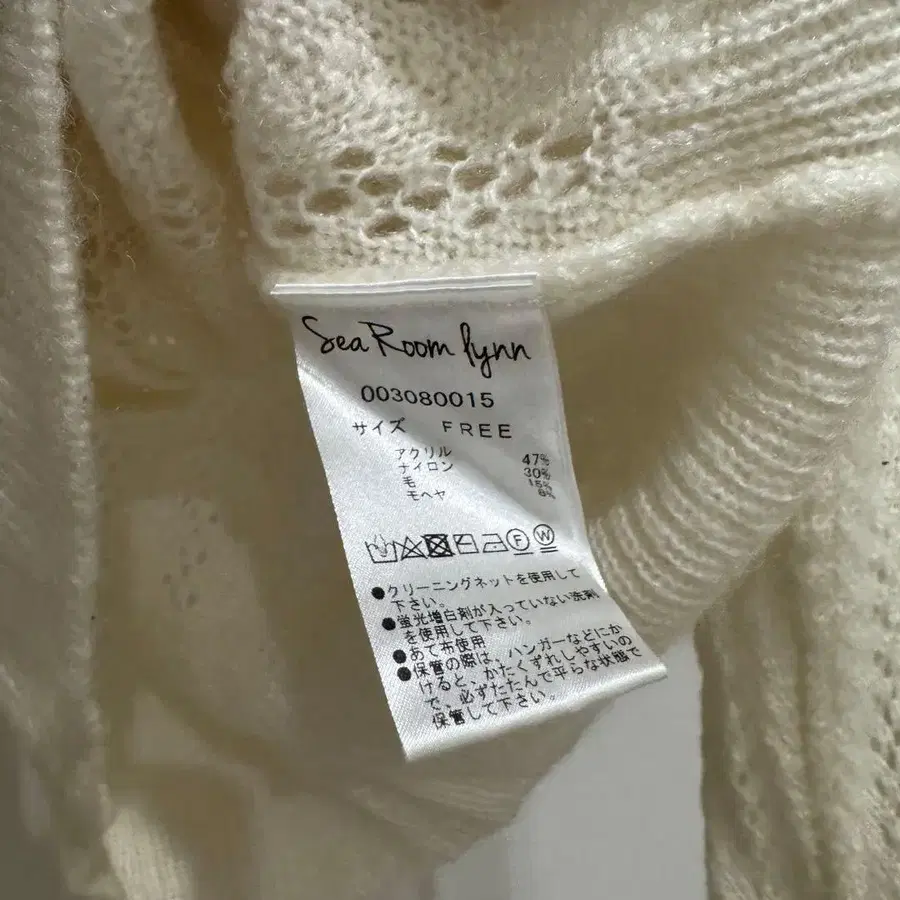 Sea Room lynn
003080015
サイズ FREE
アクリル 47%
ナイロン 30%
毛 15%
モヘヤ 8%
F W
●クリーニングネットを使用して
下さい。
●蛍光増白剤が入っていない洗剤
を使用して下さい。
●あて布使用
●保管の際は、ハンガーなどにか
けると、かたくずれしやすいの
で、必ずたたんで平らな状態で
保管して下さい。